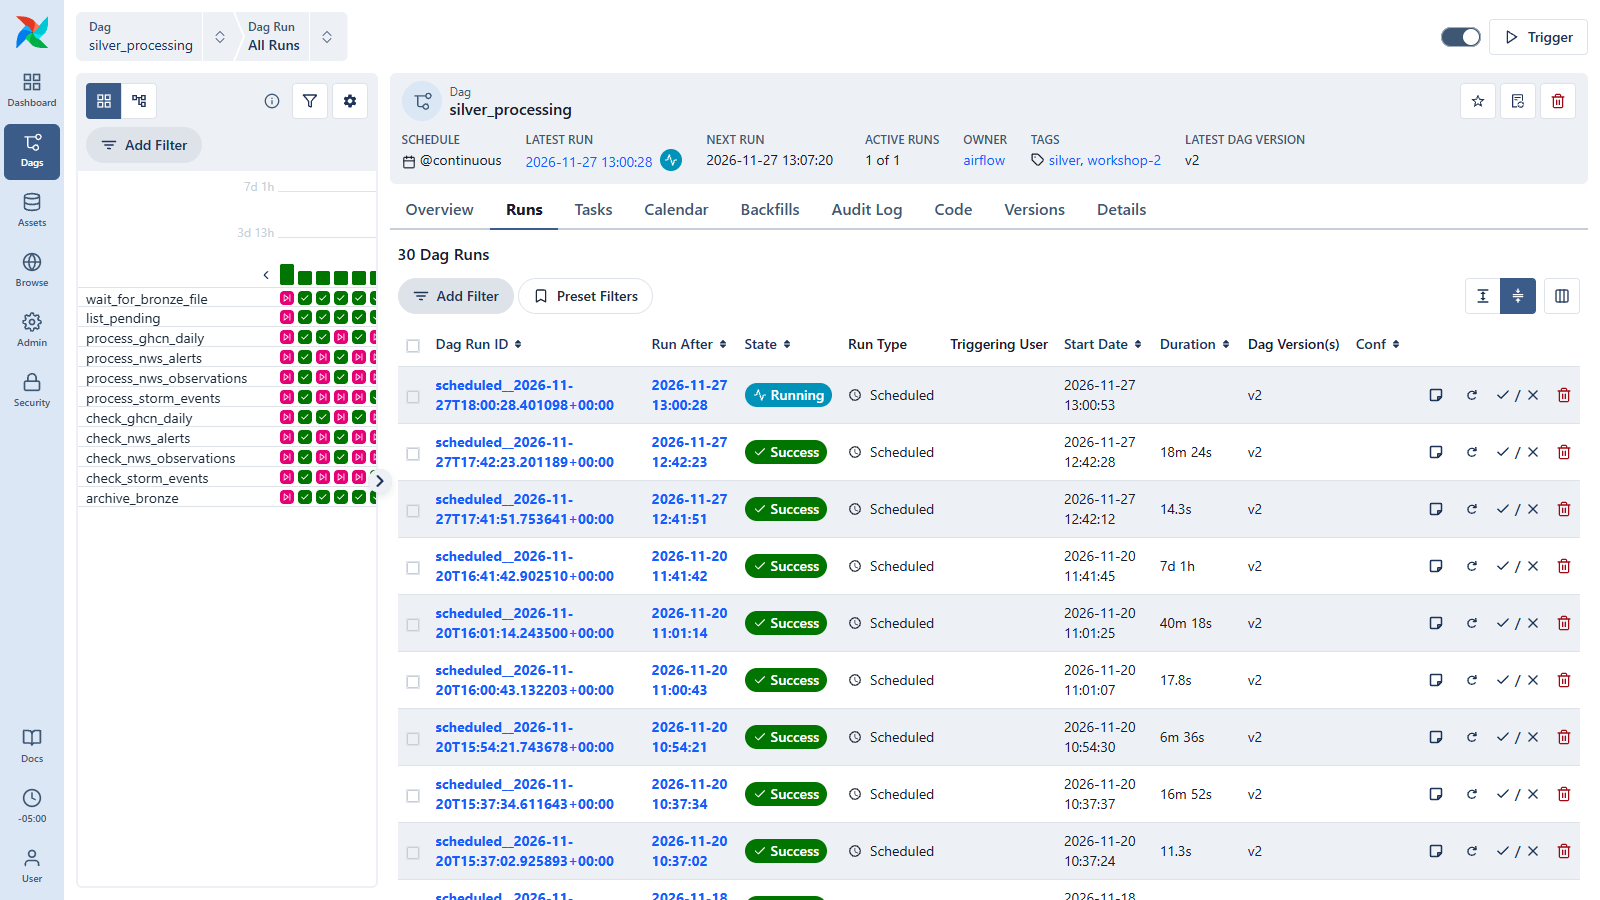 Dag
silver_processing
Dag Run
All Runs
Trigger
Dashboard
Dags
Assets
Browse
Admin
Security
Docs
-05:00
User
Add Filter
7d 1h
3d 13h
wait_for_bronze_file
list_pending
process_ghcn_daily
process_nws_alerts
process_nws_observations
process_storm_events
check_ghcn_daily
check_nws_alerts
check_nws_observations
check_storm_events
archive_bronze
Dag
silver_processing
SCHEDULE LATEST RUN NEXT RUN ACTIVE RUNS OWNER TAGS LATEST DAG VERSION
@continuous 2026-11-27 13:00:28 2026-11-27 13:07:20 1 of 1 airflow silver, workshop-2 v2
Overview Runs Tasks Calendar Backfills Audit Log Code Versions Details
30 Dag Runs
Add Filter Preset Filters
Dag Run ID Run After State Run Type Triggering User Start Date Duration Dag Version(s) Conf
scheduled__2026-11- 2026-11-27 Running Scheduled 2026-11-27 v2 /
27T18:00:28.401098+00:00 13:00:28 13:00:53
scheduled__2026-11- 2026-11-27 Success Scheduled 2026-11-27 18m 24s v2 /
27T17:42:23.201189+00:00 12:42:23 12:42:28
scheduled__2026-11- 2026-11-27 Success Scheduled 2026-11-27 14.3s v2 /
27T17:41:51.753641+00:00 12:41:51 12:42:12
scheduled__2026-11- 2026-11-20 Success Scheduled 2026-11-20 7d 1h v2 /
20T16:41:42.902510+00:00 11:41:42 11:41:45
scheduled__2026-11- 2026-11-20 Success Scheduled 2026-11-20 40m 18s v2 /
20T16:01:14.243500+00:00 11:01:14 11:01:25
scheduled__2026-11- 2026-11-20 Success Scheduled 2026-11-20 17.8s v2 /
20T16:00:43.132203+00:00 11:00:43 11:01:07
scheduled__2026-11- 2026-11-20 Success Scheduled 2026-11-20 6m 36s v2 /
20T15:54:21.743678+00:00 10:54:21 10:54:30
scheduled__2026-11- 2026-11-20 Success Scheduled 2026-11-20 16m 52s v2 /
20T15:37:34.611643+00:00 10:37:34 10:37:37
scheduled__2026-11- 2026-11-20 Success Scheduled 2026-11-20 11.3s v2 /
20T15:37:02.925893+00:00 10:37:02 10:37:24
scheduled__2026-11- 2026-11-18 2026-11-18